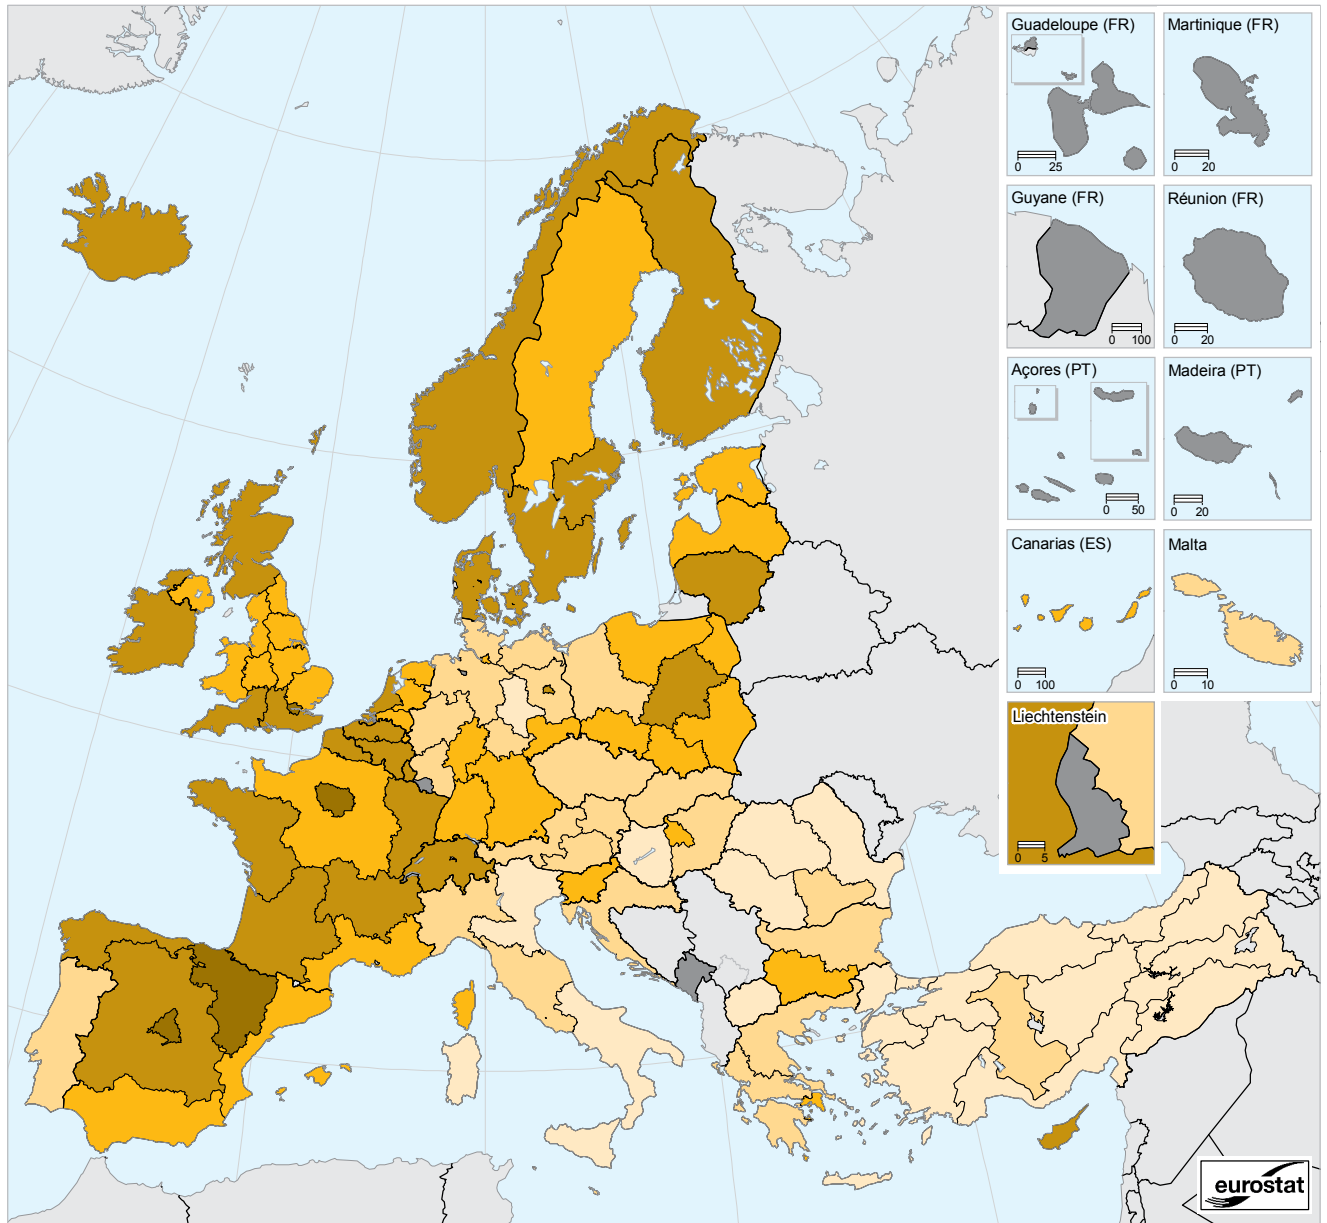 Guadeloupe (FR)
0 25
Martinique (FR)
0 20
Guyane (FR)
0 100
Réunion (FR)
0 20
Açores (PT)
0 50
Madeira (PT)
0 20
Canarias (ES)
0 100
Malta
0 10
Liechtenstein
0 5
eurostat